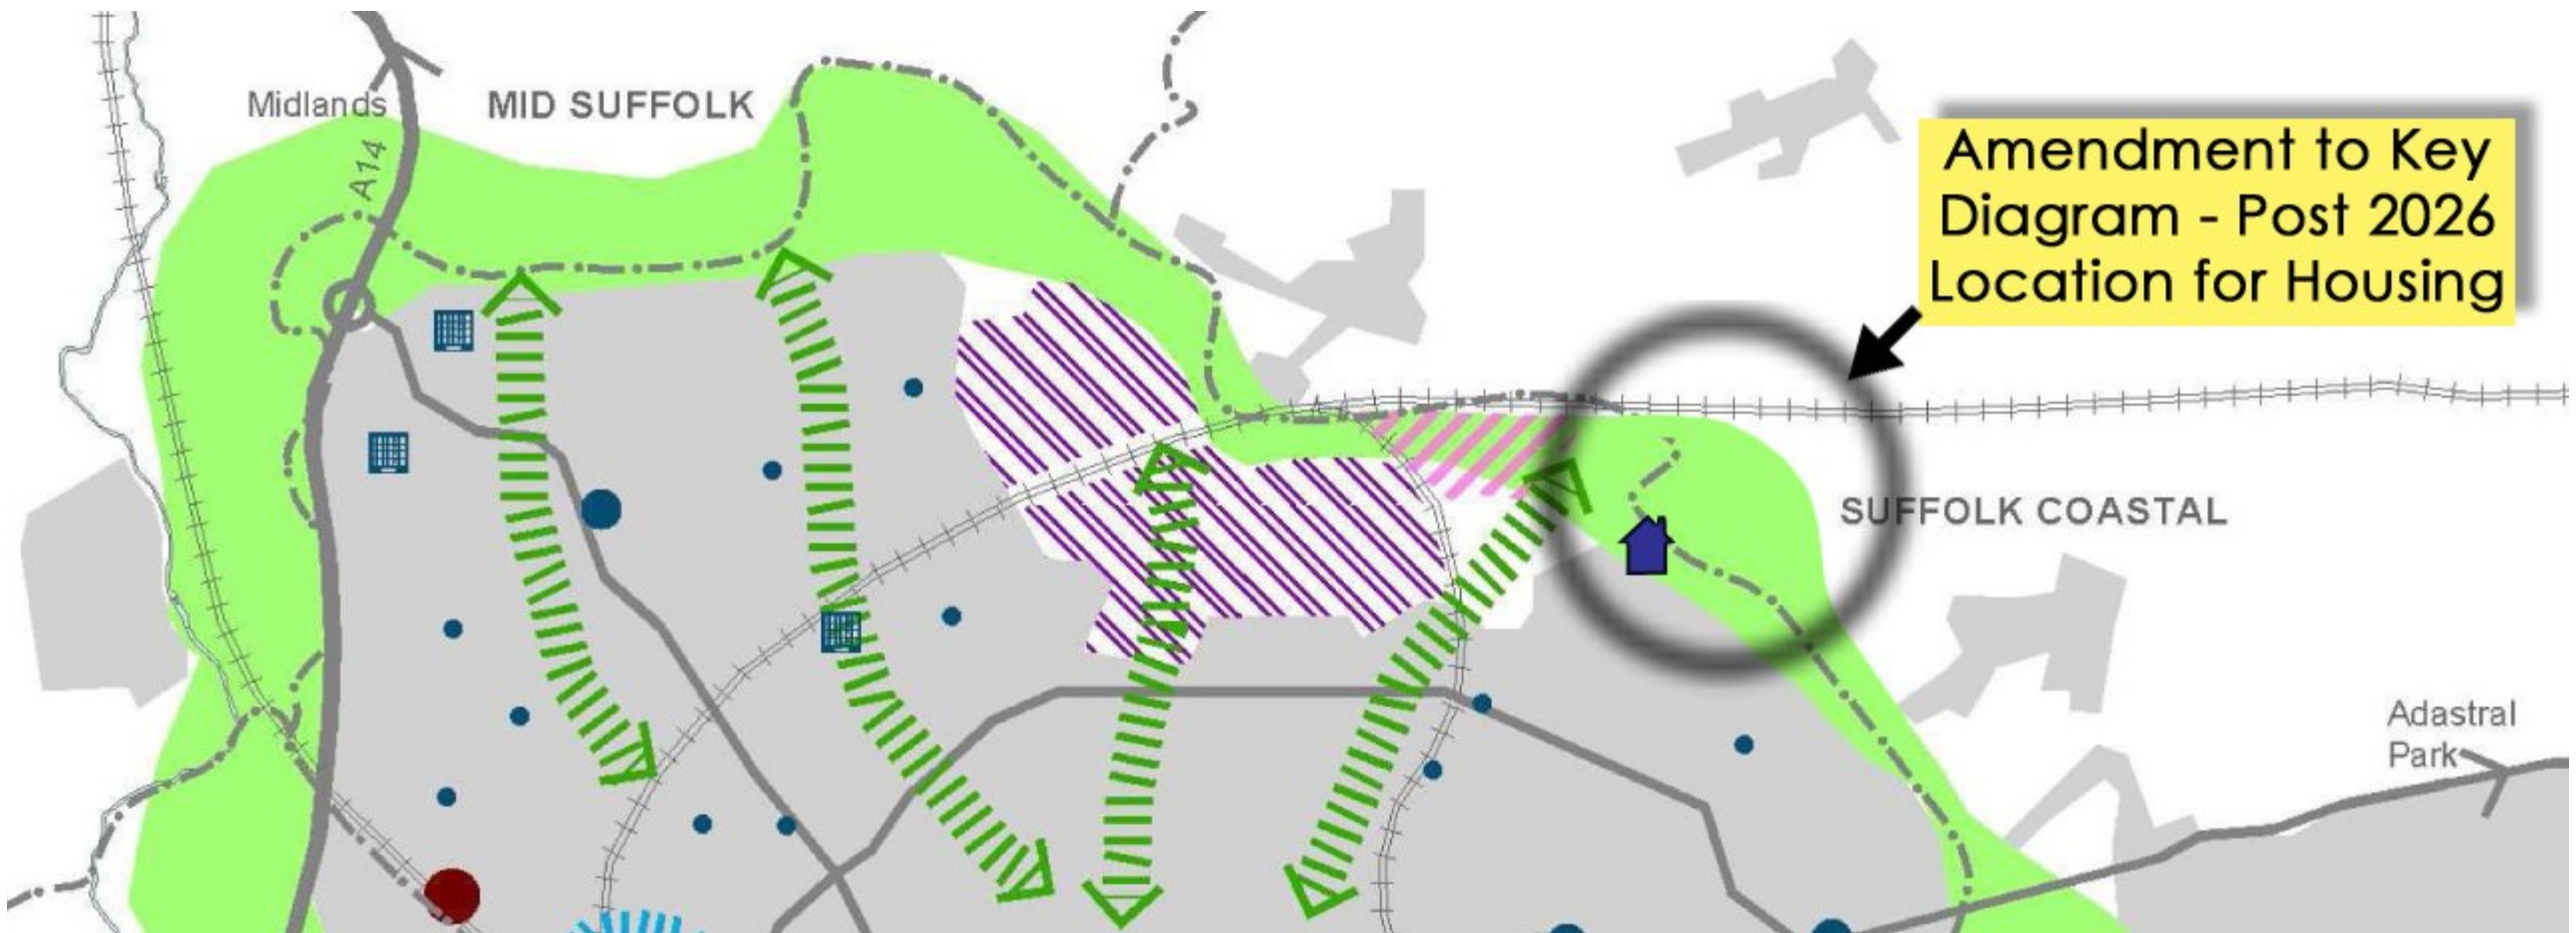 Midlands
MID SUFFOLK
A14
Amendment to Key
Diagram - Post 2026
Location for Housing
SUFFOLK COASTAL
Adastral
Park